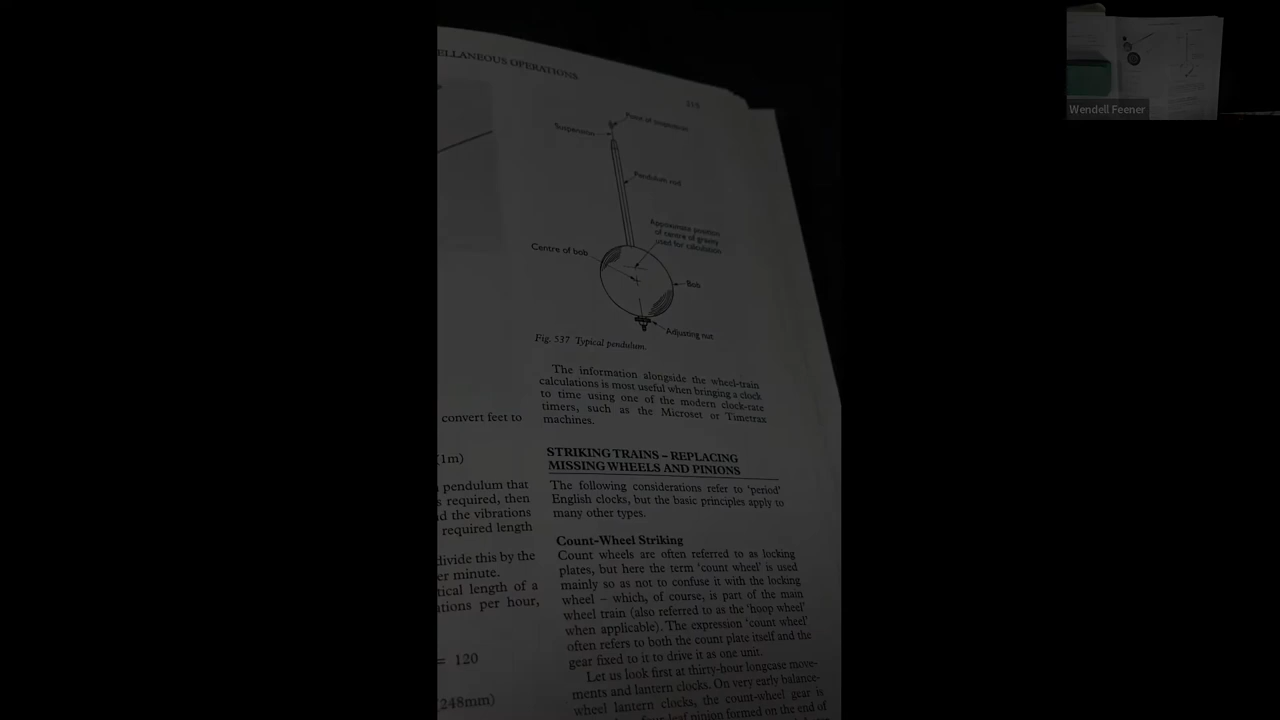 ELLANEOUS OPERATIONS
Point of suspension
Suspension
Pendulum rod
Approximate position
of centre of gravity
used for calculation
Centre of bob
Bob
Adjusting nut
Fig. 537 Typical pendulum.
convert feet to
(1m)
pendulum that
s required, then
d the vibrations
required length
divide this by the
er minute.
tical length of a
ations per hour,
= 120
(248mm)
The information alongside the wheel-train
calculations is most useful when bringing a clock
to time using one of the modern clock-rate
timers, such as the Microset or Timetrax
machines.
STRIKING TRAINS – REPLACING
MISSING WHEELS AND PINIONS
The following considerations refer to 'period'
English clocks, but the basic principles apply to
many other types.
Count-Wheel Striking
Count wheels are often referred to as locking
plates, but here the term 'count wheel' is used
mainly so as not to confuse it with the locking
wheel – which, of course, is part of the main
wheel train (also referred to as the 'hoop wheel'
when applicable). The expression 'count wheel'
often refers to both the count plate itself and the
gear fixed to it to drive it as one unit.
Let us look first at thirty-hour longcase move-
ments and lantern clocks. On very early balance-
wheel lantern clocks, the count-wheel gear is
four leaf pinion formed on the end of
Wendell Feener